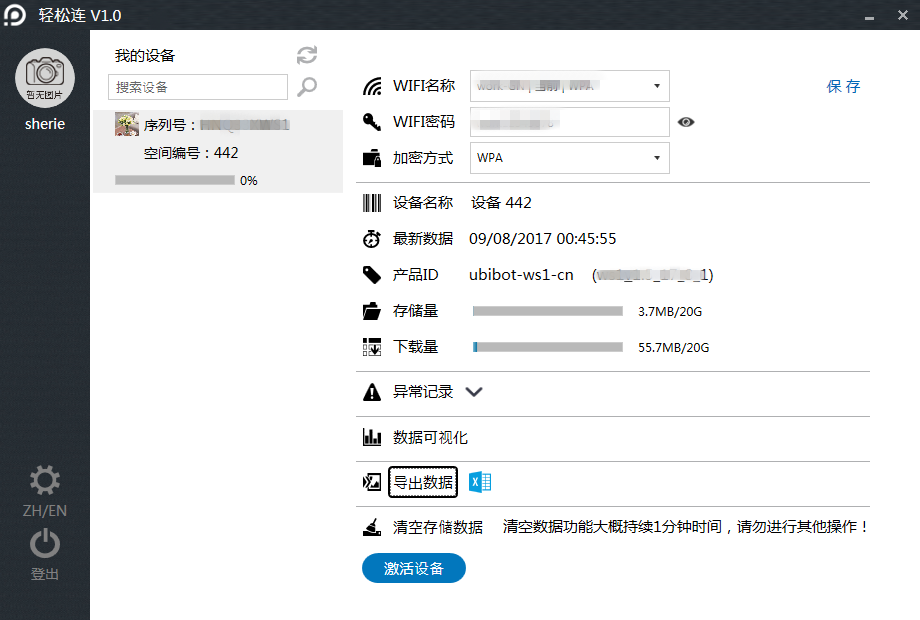 轻松连 V1.0
暂无图片
sherie
ZH/EN
登出
我的设备
搜索设备
序列号：
空间编号：442
0%
WIFI名称
保存
WIFI密码
加密方式 WPA
设备名称 设备 442
最新数据 09/08/2017 00:45:55
产品ID ubibot-ws1-cn
存储量 3.7MB/20G
下载量 55.7MB/20G
异常记录
数据可视化
导出数据
清空存储数据 清空数据功能大概持续1分钟时间，请勿进行其他操作！
激活设备